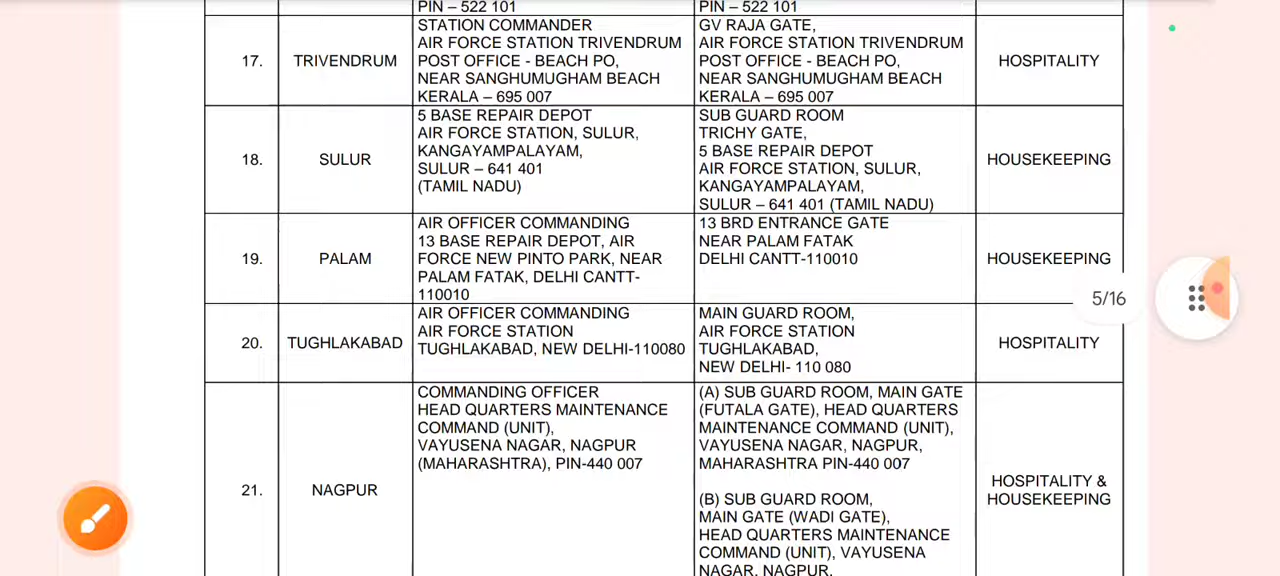 PIN – 522 101
PIN – 522 101
17.
TRIVENDRUM
STATION COMMANDER
AIR FORCE STATION TRIVENDRUM
POST OFFICE - BEACH PO,
NEAR SANGHUMUGHAM BEACH
KERALA – 695 007
GV RAJA GATE,
AIR FORCE STATION TRIVENDRUM
POST OFFICE - BEACH PO,
NEAR SANGHUMUGHAM BEACH
KERALA – 695 007
HOSPITALITY
18.
SULUR
5 BASE REPAIR DEPOT
AIR FORCE STATION, SULUR,
KANGAYAMPALAYAM,
SULUR – 641 401
(TAMIL NADU)
SUB GUARD ROOM
TRICHY GATE,
5 BASE REPAIR DEPOT
AIR FORCE STATION, SULUR,
KANGAYAMPALAYAM,
SULUR – 641 401 (TAMIL NADU)
HOUSEKEEPING
19.
PALAM
AIR OFFICER COMMANDING
13 BASE REPAIR DEPOT, AIR
FORCE NEW PINTO PARK, NEAR
PALAM FATAK, DELHI CANTT-
110010
13 BRD ENTRANCE GATE
NEAR PALAM FATAK
DELHI CANTT-110010
HOUSEKEEPING
5/16
20.
TUGHLAKABAD
AIR OFFICER COMMANDING
AIR FORCE STATION
TUGHLAKABAD, NEW DELHI-110080
MAIN GUARD ROOM,
AIR FORCE STATION
TUGHLAKABAD,
NEW DELHI- 110 080
HOSPITALITY
21.
NAGPUR
COMMANDING OFFICER
HEAD QUARTERS MAINTENANCE
COMMAND (UNIT),
VAYUSENA NAGAR, NAGPUR
(MAHARASHTRA), PIN-440 007
(A) SUB GUARD ROOM, MAIN GATE
(FUTALA GATE), HEAD QUARTERS
MAINTENANCE COMMAND (UNIT),
VAYUSENA NAGAR, NAGPUR,
MAHARASHTRA PIN-440 007
(B) SUB GUARD ROOM,
MAIN GATE (WADI GATE),
HEAD QUARTERS MAINTENANCE
COMMAND (UNIT), VAYUSENA
NAGAR, NAGPUR,
HOSPITALITY &
HOUSEKEEPING